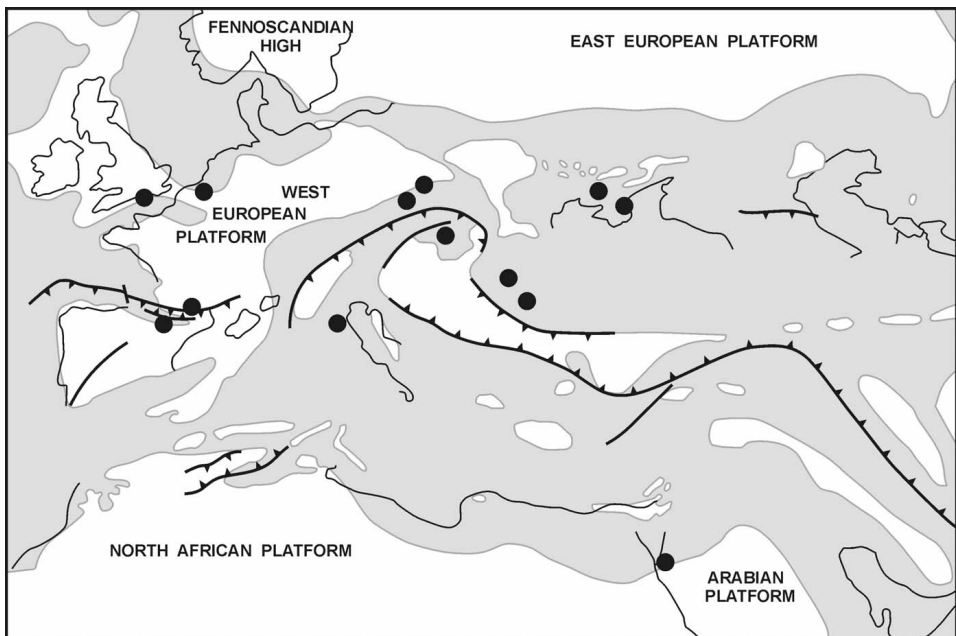 FENNOSCANDIAN
HIGH
EAST EUROPEAN PLATFORM
WEST
EUROPEAN
PLATFORM
NORTH AFRICAN PLATFORM
ARABIAN
PLATFORM